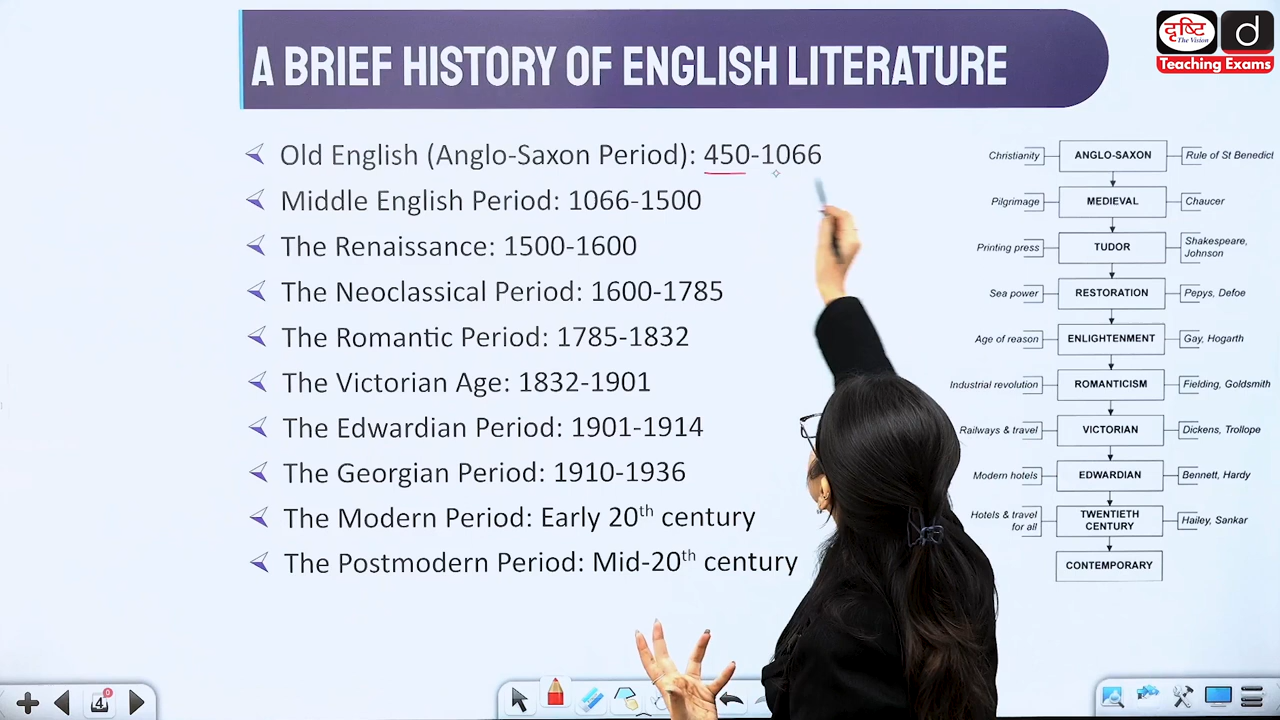 A BRIEF HISTORY OF ENGLISH LITERATURE
दृष्टि
The Vision
d
Teaching Exams
Old English (Anglo-Saxon Period): 450-1066
Middle English Period: 1066-1500
The Renaissance: 1500-1600
The Neoclassical Period: 1600-1785
The Romantic Period: 1785-1832
The Victorian Age: 1832-1901
The Edwardian Period: 1901-1914
The Georgian Period: 1910-1936
The Modern Period: Early 20th century
The Postmodern Period: Mid-20th century
Christianity ANGLO-SAXON Rule of St Benedict
Pilgrimage MEDIEVAL Chaucer
Printing press TUDOR Shakespeare,
Johnson
Sea power RESTORATION Pepys, Defoe
Age of reason ENLIGHTENMENT Gay, Hogarth
Industrial revolution ROMANTICISM Fielding, Goldsmith
Railways & travel VICTORIAN Dickens, Trollope
Modern hotels EDWARDIAN Bennett, Hardy
Hotels & travel
for all
TWENTIETH
CENTURY
Hailey, Sankar
CONTEMPORARY
4
0